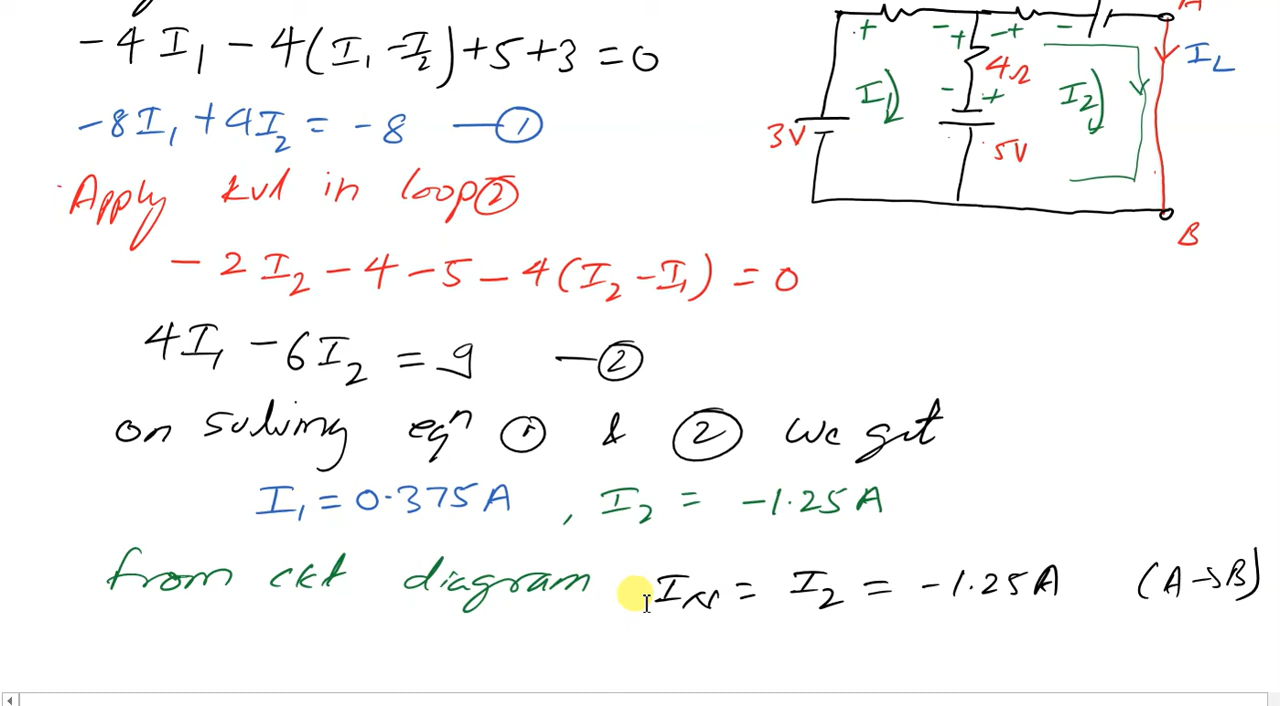 -4I₁ - 4(I₁ - I₂) + 5 + 3 = 0
-8I₁ + 4I₂ = -8 —①
Apply kvl in loop②
-2I₂ - 4 - 5 - 4(I₂ - I₁) = 0
4I₁ - 6I₂ = 9 —②
on solving eqⁿ ① & ② we get
I₁ = 0.375A , I₂ = -1.25A
from ckt diagram I = I₂ = -1.25A (A→B)
A
+ - + - + -
I_L
4Ω
I₁ - + I₂
3V
5V
B